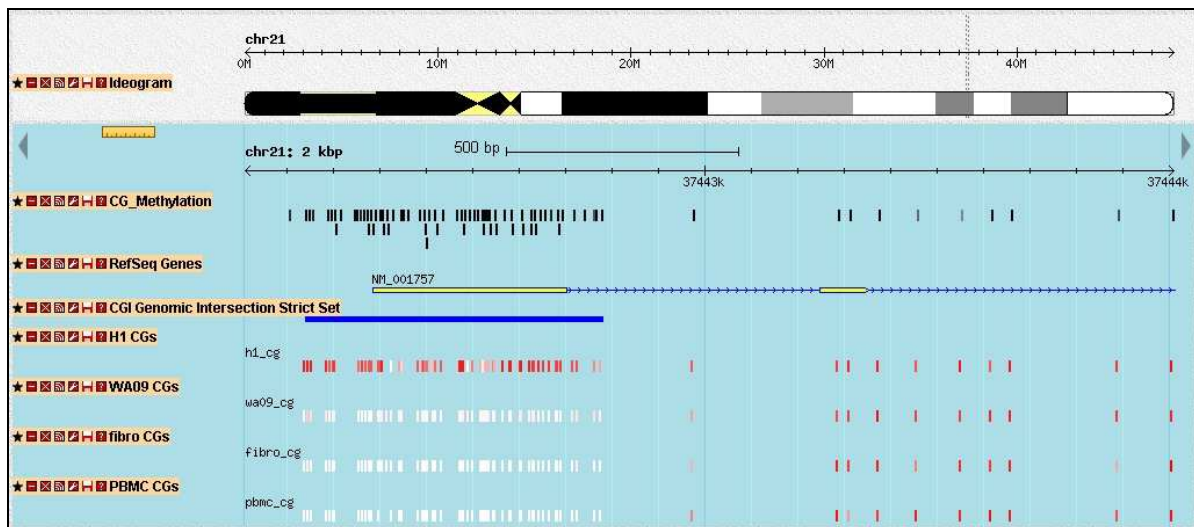 chr21
0M 10M 20M 30M 40M
Ideogram
chr21: 2 kbp 500 bp
37443k 37444k
CG_Methylation
RefSeq Genes
NM_001757
CGI Genomic Intersection Strict Set
H1 CGs
h1_cg
WA09 CGs
wa09_cg
fibro CGs
fibro_cg
PBMC CGs
pbmc_cg